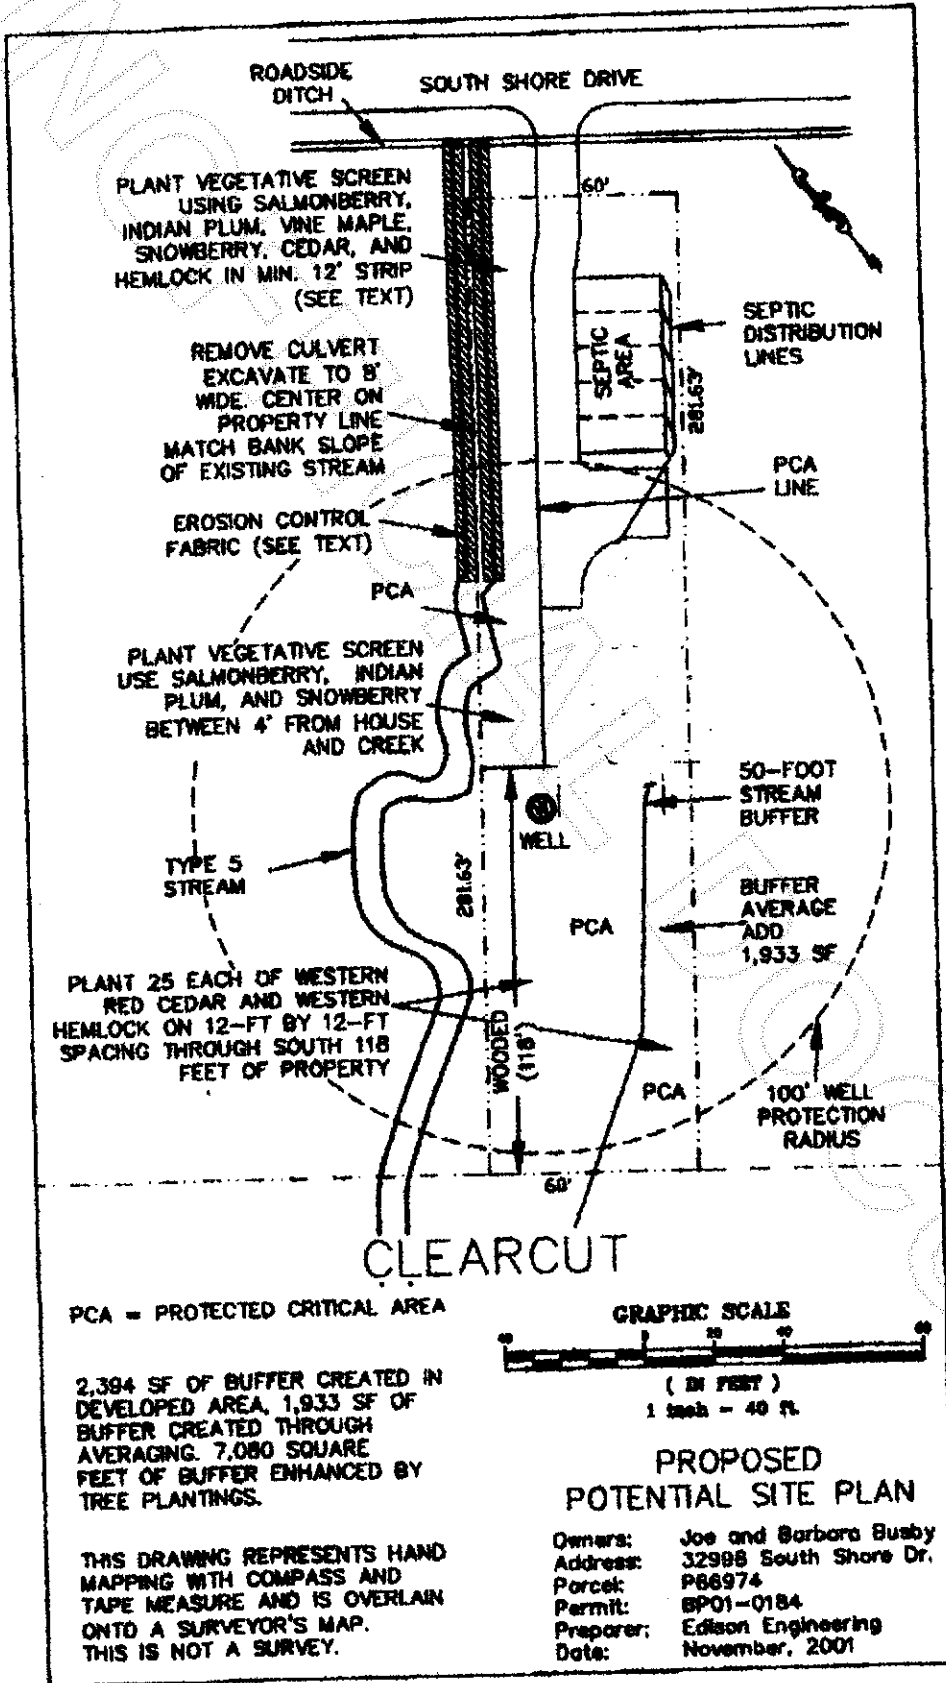 ROADSIDE
DITCH
SOUTH SHORE DRIVE
PLANT VEGETATIVE SCREEN
USING SALMONBERRY,
INDIAN PLUM, VINE MAPLE,
SNOWBERRY, CEDAR, AND
HEMLOCK IN MIN. 12' STRIP
(SEE TEXT)
60'
SEPTIC
AREA
SEPTIC
DISTRIBUTION
LINES
281.63'
REMOVE CULVERT
EXCAVATE TO 8'
WIDE. CENTER ON
PROPERTY LINE
MATCH BANK SLOPE
OF EXISTING STREAM
PCA
LINE
EROSION CONTROL
FABRIC (SEE TEXT)
PCA
PLANT VEGETATIVE SCREEN
USE SALMONBERRY, INDIAN
PLUM, AND SNOWBERRY
BETWEEN 4' FROM HOUSE
AND CREEK
50-FOOT
STREAM
BUFFER
WELL
TYPE 5
STREAM
281.63'
PCA
BUFFER
AVERAGE
ADD
1,933 SF
PLANT 25 EACH OF WESTERN
RED CEDAR AND WESTERN
HEMLOCK ON 12-FT BY 12-FT
SPACING THROUGH SOUTH 118
FEET OF PROPERTY
WOODED
(118')
PCA
100' WELL
PROTECTION
RADIUS
60'
CLEARCUT
PCA = PROTECTED CRITICAL AREA
GRAPHIC SCALE
40 0 20 40 80
( IN FEET )
1 inch = 40 ft.
2,394 SF OF BUFFER CREATED IN
DEVELOPED AREA, 1,933 SF OF
BUFFER CREATED THROUGH
AVERAGING. 7,080 SQUARE
FEET OF BUFFER ENHANCED BY
TREE PLANTINGS.
PROPOSED
POTENTIAL SITE PLAN
THIS DRAWING REPRESENTS HAND
MAPPING WITH COMPASS AND
TAPE MEASURE AND IS OVERLAIN
ONTO A SURVEYOR'S MAP.
THIS IS NOT A SURVEY.
Owners: Joe and Barbara Busby
Address: 32998 South Shore Dr.
Parcel: P66974
Permit: BP01-0184
Preparer: Edison Engineering
Date: November, 2001